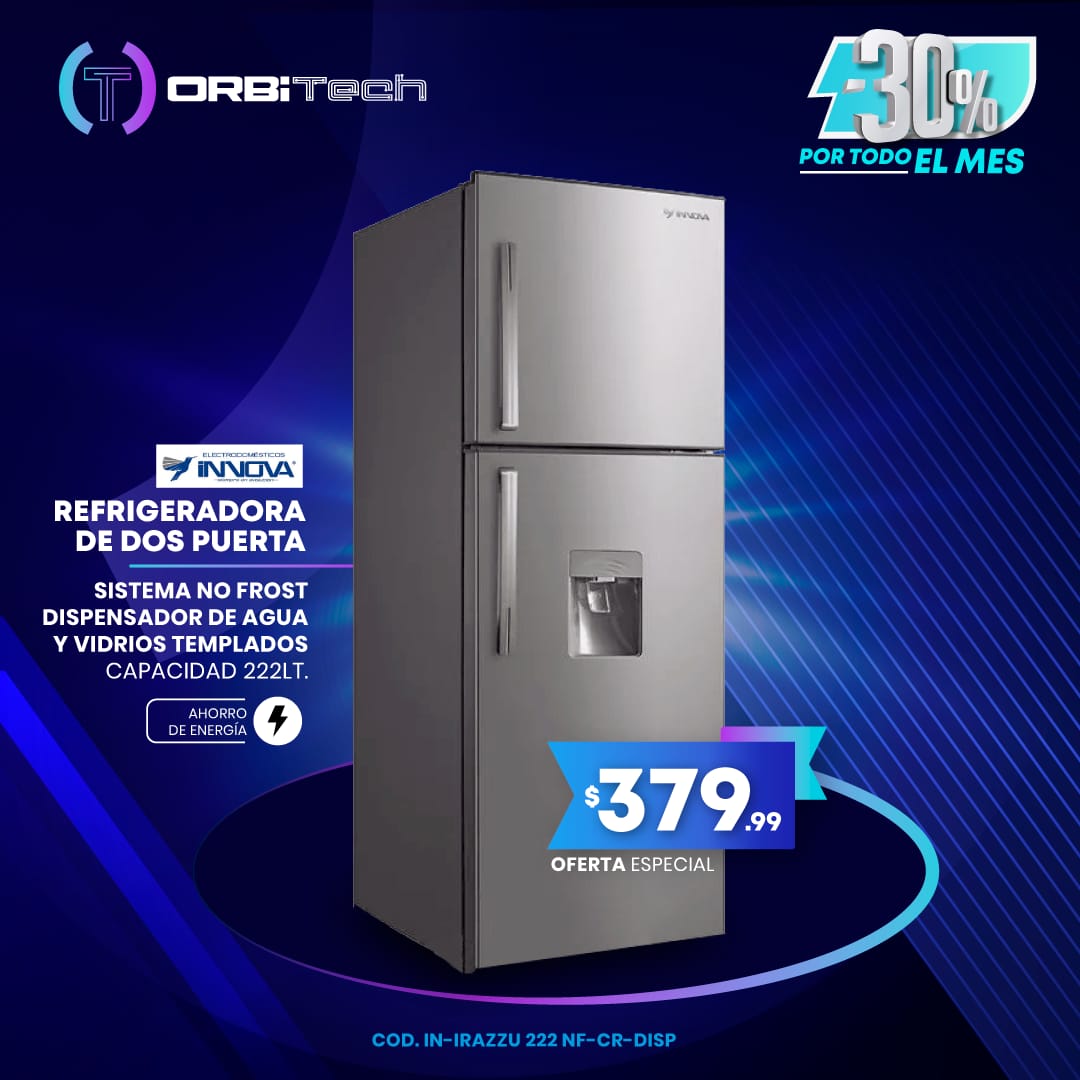 T ORBiTech
-30%
POR TODO EL MES
INNOVA
ELECTRODOMÉSTICOS
iNNOVA®
REFRIGERADORA
DE DOS PUERTA
SISTEMA NO FROST
DISPENSADOR DE AGUA
Y VIDRIOS TEMPLADOS
CAPACIDAD 222LT.
AHORRO
DE ENERGÍA
$379.99
OFERTA ESPECIAL
COD. IN-IRAZZU 222 NF-CR-DISP